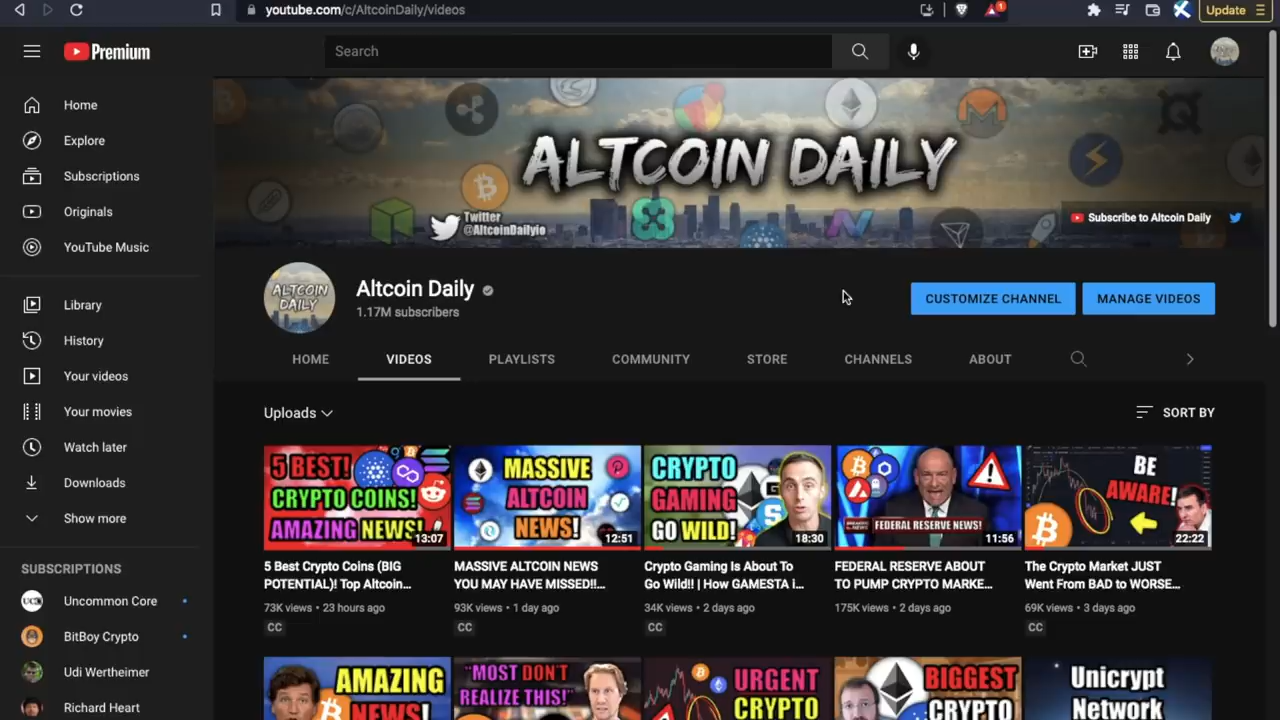 youtube.com/c/AltcoinDaily/videos
1
Update
Premium
Search
Home
Explore
Subscriptions
Originals
YouTube Music
Library
History
Your videos
Your movies
Watch later
Downloads
Show more
SUBSCRIPTIONS
Uncommon Core
BitBoy Crypto
Udi Wertheimer
Richard Heart
ALTCOIN DAILY
Twitter
@AltcoinDailyio
Subscribe to Altcoin Daily
ALTCOIN
DAILY
Altcoin Daily
1.17M subscribers
CUSTOMIZE CHANNEL
MANAGE VIDEOS
HOME
VIDEOS
PLAYLISTS
COMMUNITY
STORE
CHANNELS
ABOUT
Uploads
SORT BY
5 BEST!
CRYPTO COINS!
AMAZING NEWS!
13:07
5 Best Crypto Coins (BIG
POTENTIAL)! Top Altcoin...
73K views • 23 hours ago
CC
MASSIVE
ALTCOIN
NEWS!
12:51
MASSIVE ALTCOIN NEWS
YOU MAY HAVE MISSED!!...
93K views • 1 day ago
CC
CRYPTO
GAMING
GO WILD!
18:30
Crypto Gaming Is About To
Go Wild!! | How GAMESTA i...
34K views • 2 days ago
CC
FEDERAL RESERVE NEWS!
11:56
FEDERAL RESERVE ABOUT
TO PUMP CRYPTO MARKE...
175K views • 2 days ago
BE
AWARE!
22:22
The Crypto Market JUST
Went From BAD to WORSE...
69K views • 3 days ago
CC
AMAZING
NEWS!
"MOST DON'T
REALIZE THIS!"
URGENT
CRYPTO
BIGGEST
CRYPTO
Unicrypt
Network